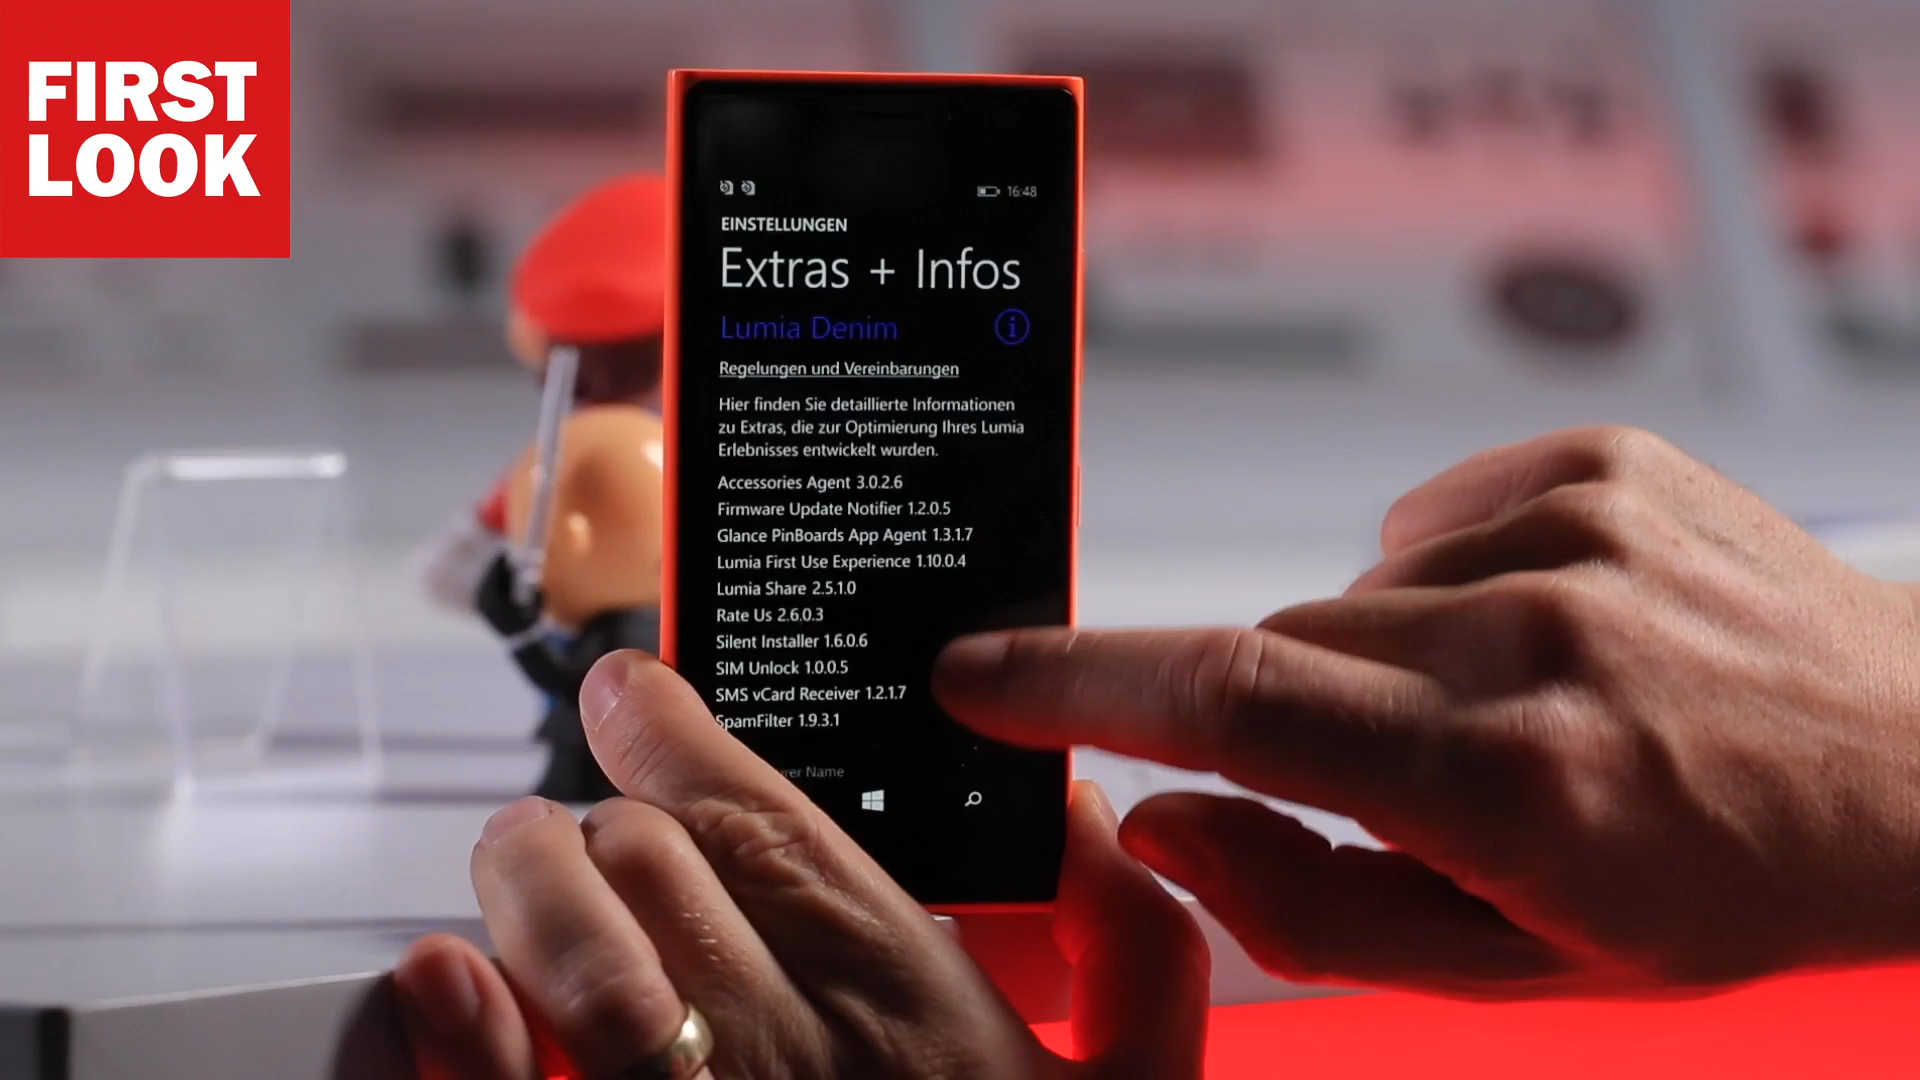 FIRST
LOOK
16:48
EINSTELLUNGEN
Extras + Infos
Lumia Denim
Regelungen und Vereinbarungen
Hier finden Sie detaillierte Informationen
zu Extras, die zur Optimierung Ihres Lumia
Erlebnisses entwickelt wurden.
Accessories Agent 3.0.2.6
Firmware Update Notifier 1.2.0.5
Glance PinBoards App Agent 1.3.1.7
Lumia First Use Experience 1.10.0.4
Lumia Share 2.5.1.0
Rate Us 2.6.0.3
Silent Installer 1.6.0.6
SIM Unlock 1.0.0.5
SMS vCard Receiver 1.2.1.7
SpamFilter 1.9.3.1
Name